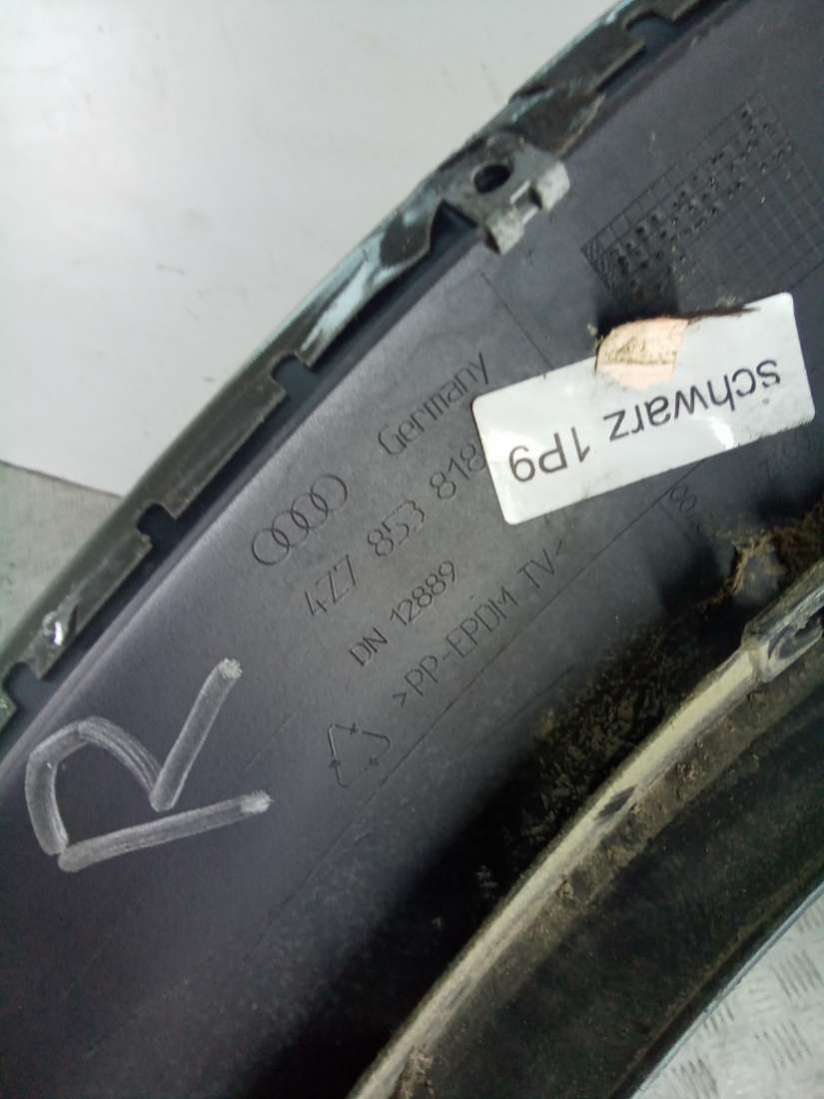 Germany
4Z7 853 818
DN 12889
>PP-EPDM TV<
schwarz 1P9
R